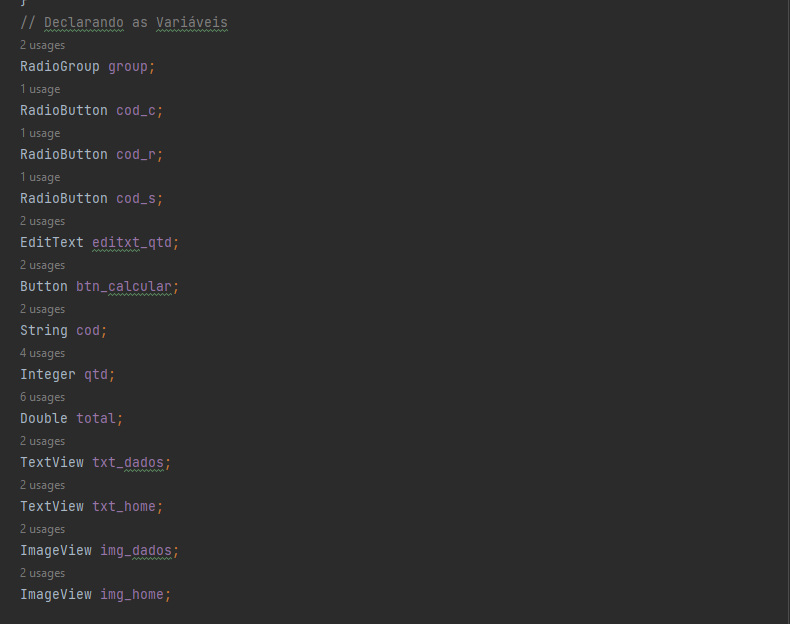 }
// Declarando as Variáveis
2 usages
RadioGroup group;
1 usage
RadioButton cod_c;
1 usage
RadioButton cod_r;
1 usage
RadioButton cod_s;
2 usages
EditText editxt_qtd;
2 usages
Button btn_calcular;
2 usages
String cod;
4 usages
Integer qtd;
6 usages
Double total;
2 usages
TextView txt_dados;
2 usages
TextView txt_home;
2 usages
ImageView img_dados;
2 usages
ImageView img_home;